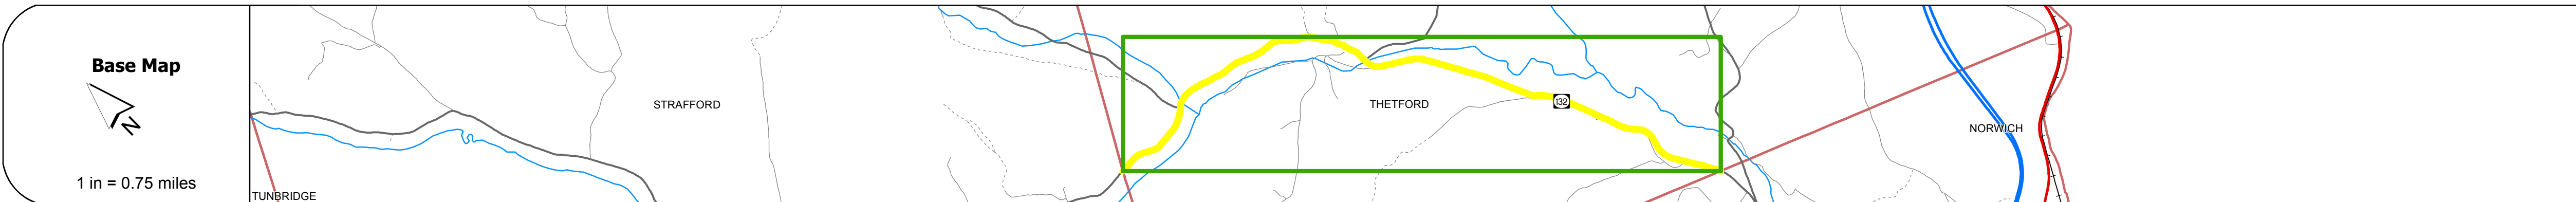 Base Map
N
1 in = 0.75 miles
TUNBRIDGE
STRAFFORD
THETFORD
132
NORWICH